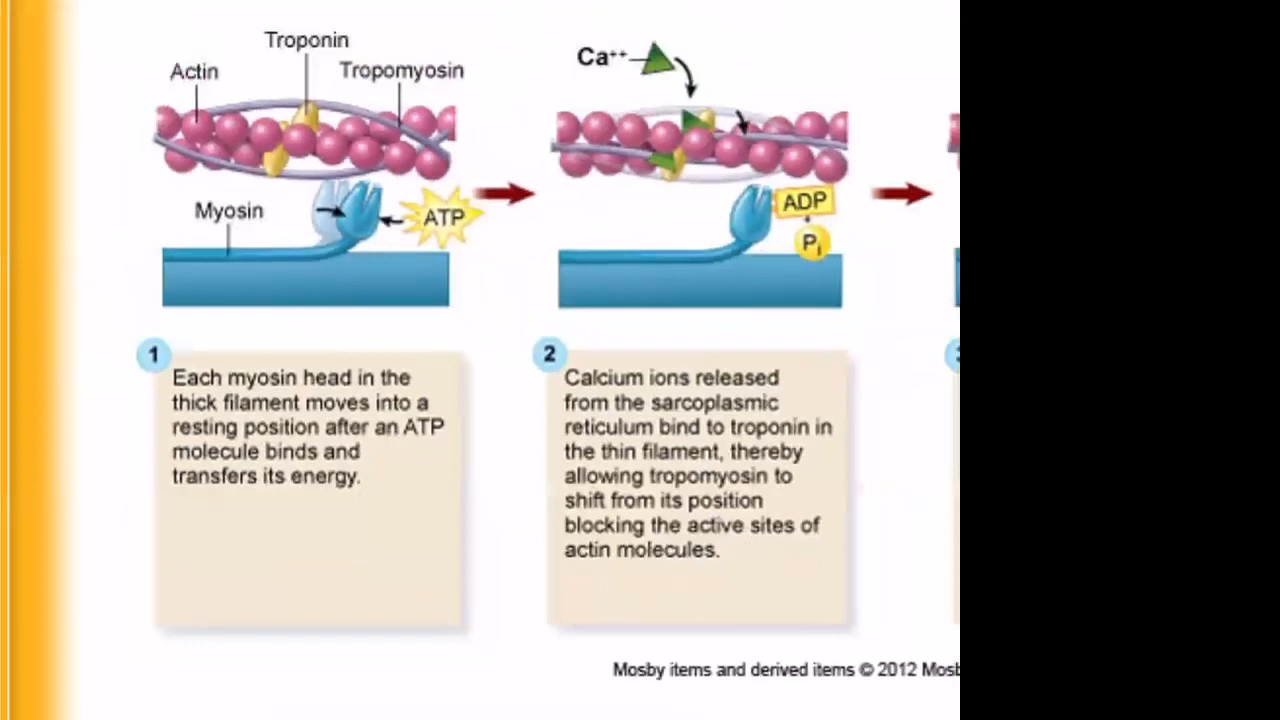 Troponin
Actin
Tropomyosin
Myosin
ATP
Ca++
ADP
+
Pi
1
Each myosin head in the
thick filament moves into a
resting position after an ATP
molecule binds and
transfers its energy.
2
Calcium ions released
from the sarcoplasmic
reticulum bind to troponin in
the thin filament, thereby
allowing tropomyosin to
shift from its position
blocking the active sites of
actin molecules.
Mosby items and derived items © 2012 Mosb